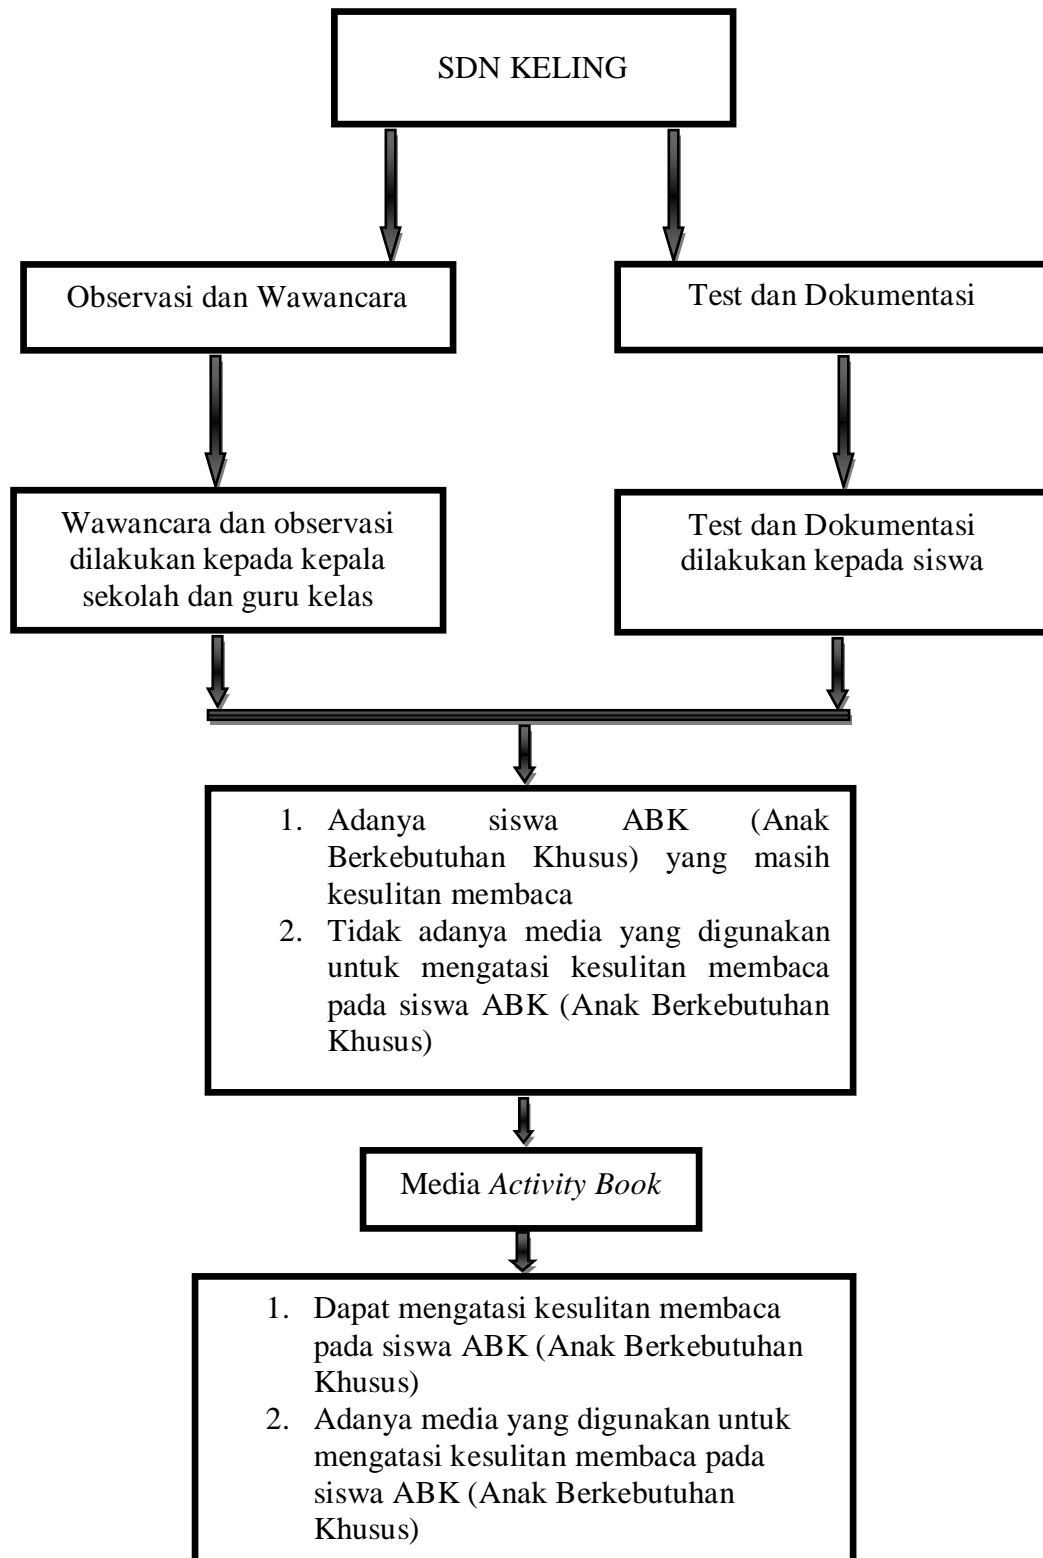 SDN KELING
Observasi dan Wawancara
Test dan Dokumentasi
Wawancara dan observasi
dilakukan kepada kepala
sekolah dan guru kelas
Test dan Dokumentasi
dilakukan kepada siswa
1. Adanya siswa ABK (Anak
Berkebutuhan Khusus) yang masih
kesulitan membaca
2. Tidak adanya media yang digunakan
untuk mengatasi kesulitan membaca
pada siswa ABK (Anak Berkebutuhan
Khusus)
Media Activity Book
1. Dapat mengatasi kesulitan membaca
pada siswa ABK (Anak Berkebutuhan
Khusus)
2. Adanya media yang digunakan untuk
mengatasi kesulitan membaca pada
siswa ABK (Anak Berkebutuhan
Khusus)